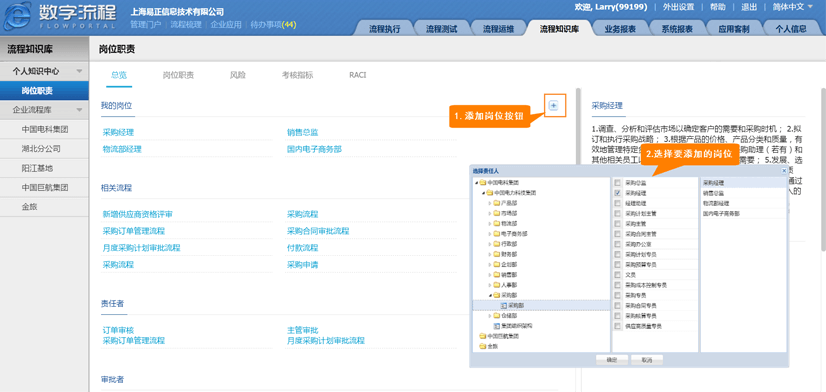 数字流程
FLOWPORTAL
上海易正信息技术有限公司
管理门户 | 流程梳理 | 企业应用 | 待办事项(44)
欢迎, Larry(99199) | 外出设置 | 帮助 | 退出 | 简体中文
流程执行 流程测试 流程运维 流程知识库 业务报表 系统报表 应用客制 个人信息
流程知识库
个人知识中心
岗位职责
企业流程库
中国电科集团
湖北分公司
阳江基地
中国巨航集团
金旅
岗位职责
总览 岗位职责 风险 考核指标 RACI
我的岗位
采购经理 销售总监
物流部经理 国内电子商务部
1. 添加岗位按钮
相关流程
新增供应商资格评审 采购流程
采购订单管理流程 采购合同审批流程
月度采购计划审批流程 付款流程
采购流程 采购申请
责任者
订单审核 主管审批
采购订单管理流程 月度采购计划审批流程
审批者
采购经理
1.调查、分析和评估市场以确定客户的需要和采购时机； 2.拟
订和执行采购战略； 3.根据产品的价格、产品分类和质量，有
效地管理特定
购助理（若有）和
其他相关员工以
需要； 5.发展、选
2.选择要添加的岗位
选择责任人
中国电科集团
中国电力科技集团
产品部
市场部
物流部
电子商务部
行政部
财务部
企划部
销售部
人事部
采购部
采购部
仓储部
集团组织架构
中国巨航集团
金旅
采购总监
采购经理
经理助理
采购计划主管
采购主管
采购合同主管
采购办公室
采购计划专员
采购预算专员
文员
采购成本控制专员
采购专员
采购合同专员
采购核算专员
供应商质量专员
采购经理
销售总监
物流部经理
国内电子商务部
确定 取消